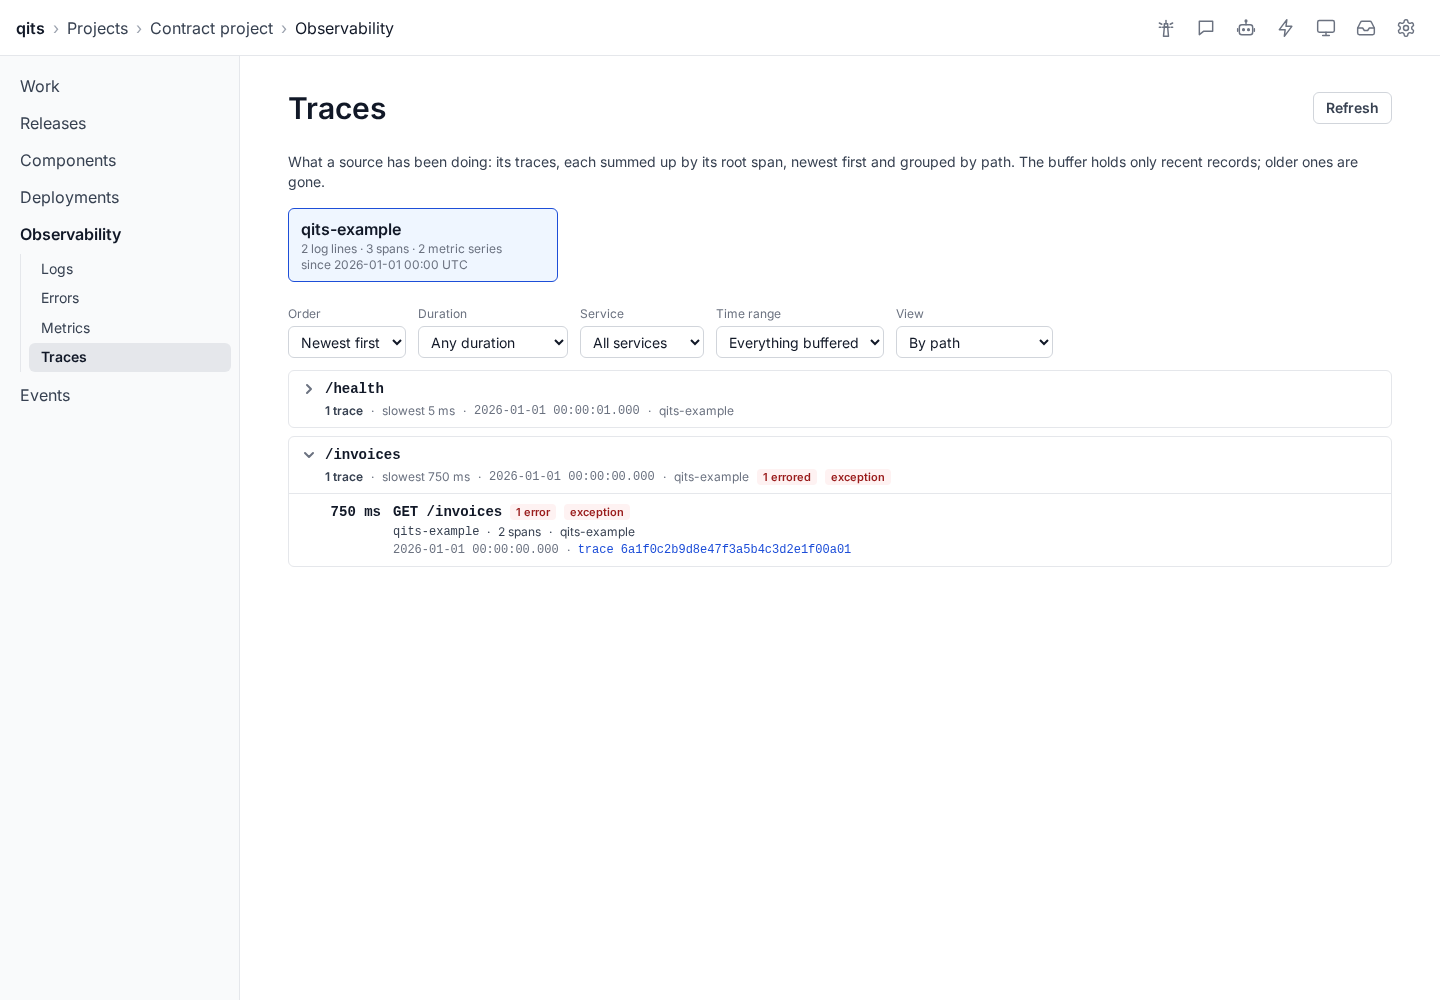 qits › Projects › Contract project › Observability
Work
Releases
Components
Deployments
Observability
Logs
Errors
Metrics
Traces
Events
Traces
Refresh
What a source has been doing: its traces, each summed up by its root span, newest first and grouped by path. The buffer holds only recent records; older ones are
gone.
qits-example
2 log lines · 3 spans · 2 metric series
since 2026-01-01 00:00 UTC
Order Duration Service Time range View
Newest first Any duration All services Everything buffered By path
/health
1 trace · slowest 5 ms · 2026-01-01 00:00:01.000 · qits-example
/invoices
1 trace · slowest 750 ms · 2026-01-01 00:00:00.000 · qits-example 1 errored exception
750 ms GET /invoices 1 error exception
qits-example · 2 spans · qits-example
2026-01-01 00:00:00.000 · trace 6a1f0c2b9d8e47f3a5b4c3d2e1f00a01